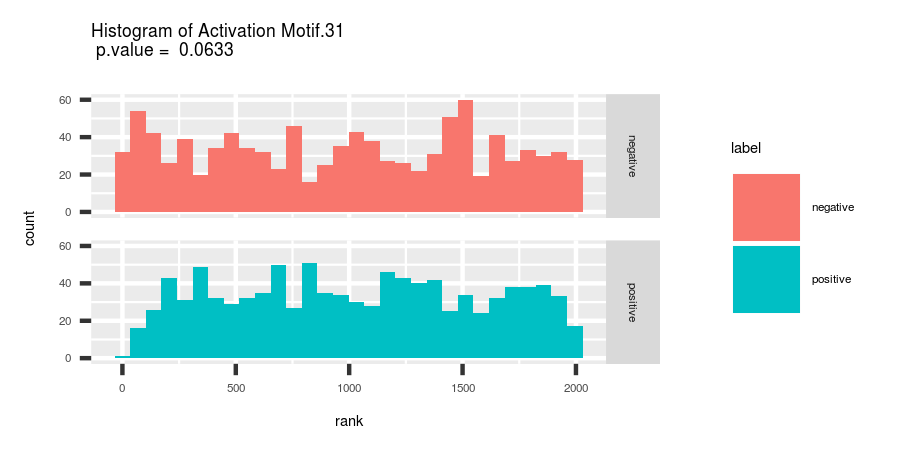 Histogram of Activation Motif.31
p.value = 0.0633
60
40
20
0
negative
60
40
20
0
positive
0 500 1000 1500 2000
rank
count
label
negative
positive